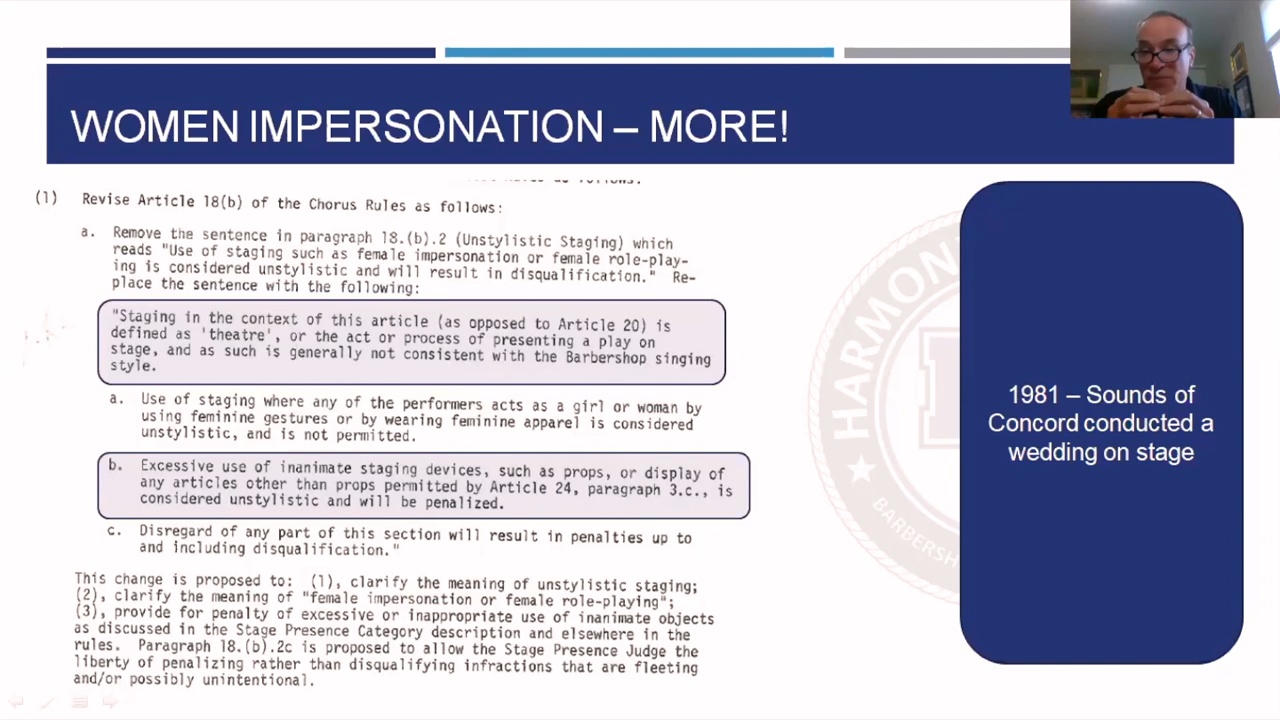 WOMEN IMPERSONATION – MORE!
(1) Revise Article 18(b) of the Chorus Rules as follows:
a. Remove the sentence in paragraph 18.(b).2 (Unstylistic Staging) which
reads "Use of staging such as female impersonation or female role-play-
ing is considered unstylistic and will result in disqualification." Re-
place the sentence with the following:
"Staging in the context of this article (as opposed to Article 20) is
defined as 'theatre', or the act or process of presenting a play on
stage, and as such is generally not consistent with the Barbershop singing
style.
a. Use of staging where any of the performers acts as a girl or woman by
using feminine gestures or by wearing feminine apparel is considered
unstylistic, and is not permitted.
b. Excessive use of inanimate staging devices, such as props, or display of
any articles other than props permitted by Article 24, paragraph 3.c., is
considered unstylistic and will be penalized.
c. Disregard of any part of this section will result in penalties up to
and including disqualification."
This change is proposed to: (1), clarify the meaning of unstylistic staging;
(2), clarify the meaning of "female impersonation or female role-playing";
(3), provide for penalty of excessive or inappropriate use of inanimate objects
as discussed in the Stage Presence Category description and elsewhere in the
rules. Paragraph 18.(b).2c is proposed to allow the Stage Presence Judge the
liberty of penalizing rather than disqualifying infractions that are fleeting
and/or possibly unintentional.
1981 – Sounds of
Concord conducted a
wedding on stage
HARMON
BARBERSH